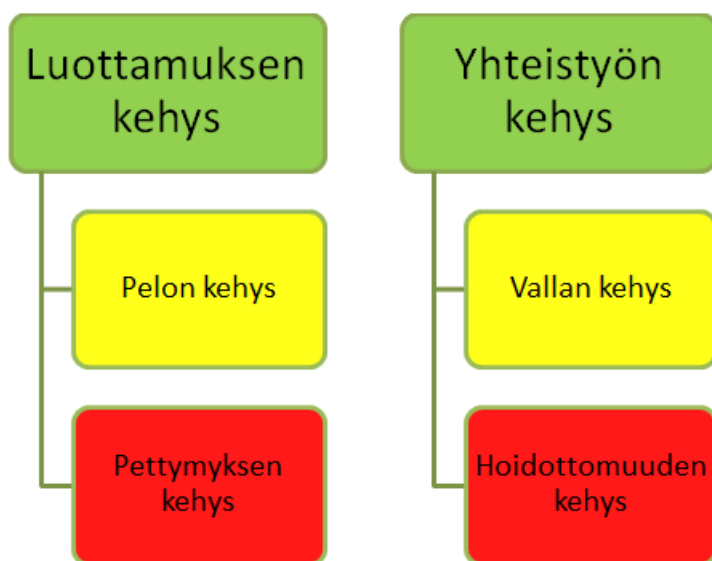 Luottamuksen
kehys
Pelon kehys
Pettymyksen
kehys
Yhteistyön
kehys
Vallan kehys
Hoidottomuuden
kehys